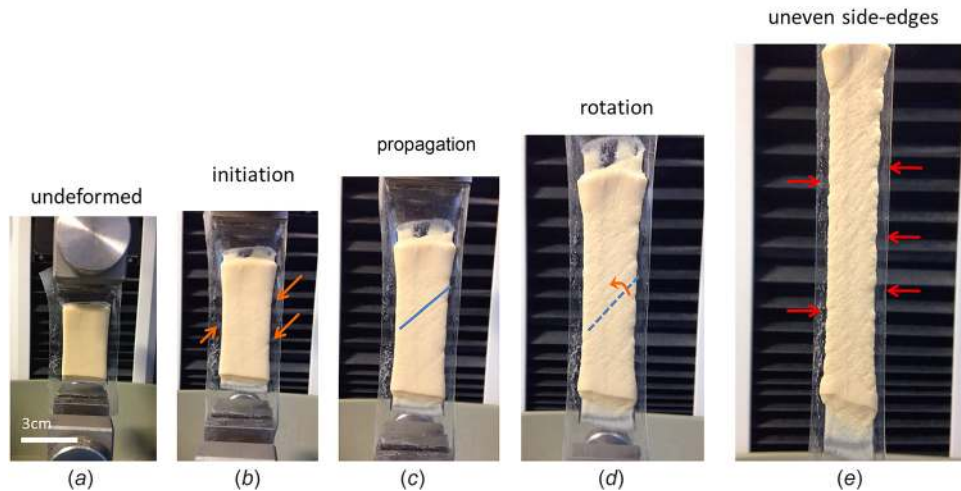 uneven side-edges
rotation
propagation
initiation
undeformed
3cm
(a)
(b)
(c)
(d)
(e)